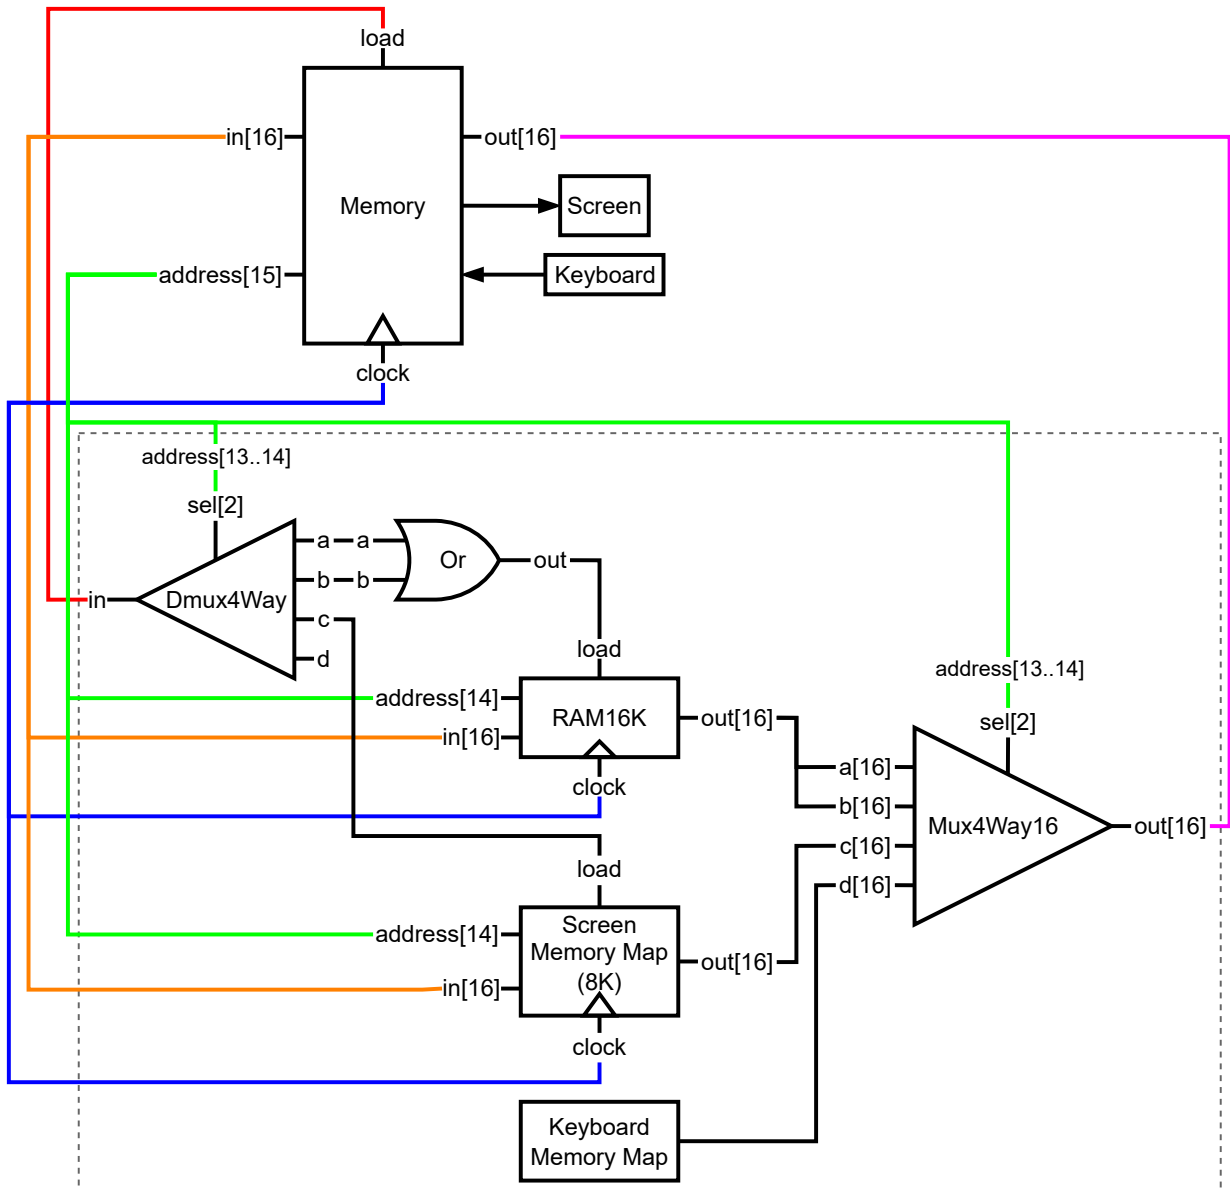 load
in[16]
out[16]
Memory
Screen
address[15]
Keyboard
clock
address[13..14]
sel[2]
a
a
b
b
Or
out
in
Dmux4Way
c
d
load
address[14]
RAM16K
out[16]
in[16]
clock
address[13..14]
sel[2]
a[16]
b[16]
Mux4Way16
out[16]
c[16]
d[16]
load
address[14]
Screen
Memory Map
(8K)
out[16]
in[16]
clock
Keyboard
Memory Map